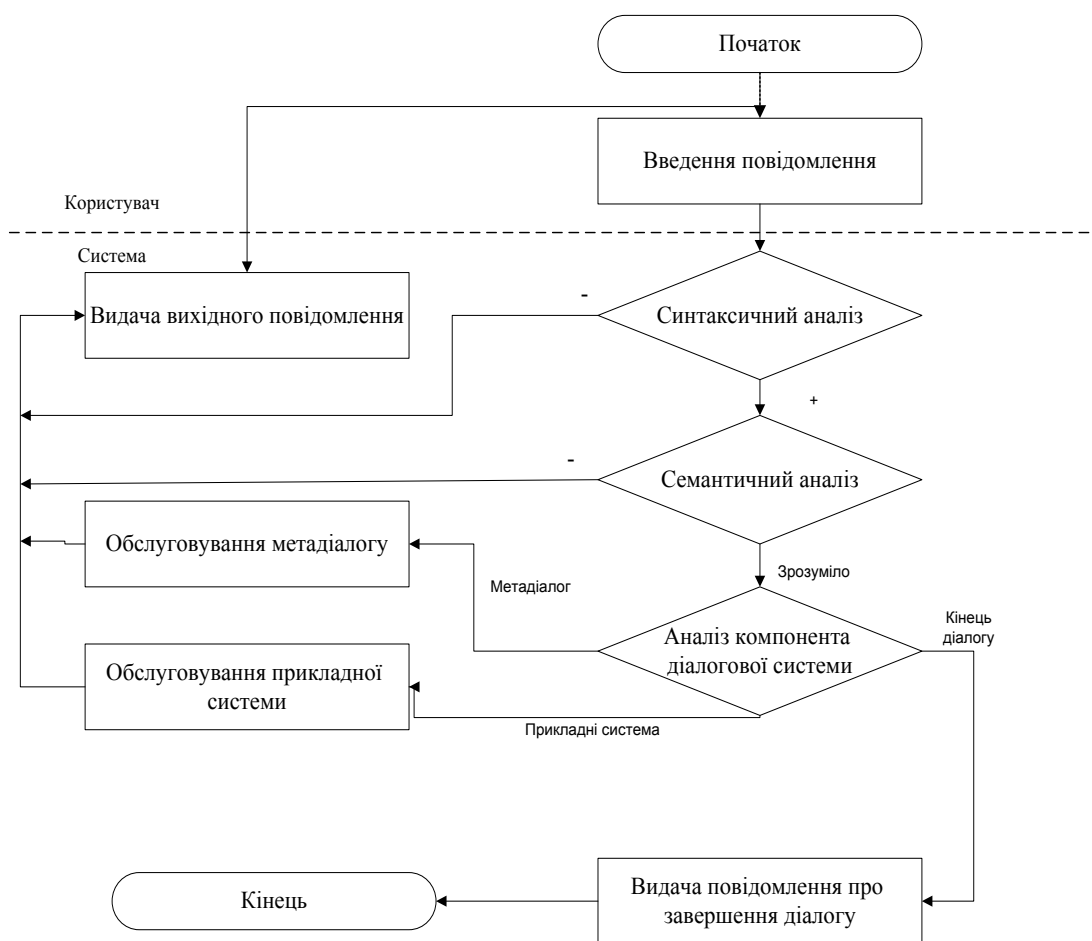 Початок
Введення повідомлення
Користувач
Система
Видача вихідного повідомлення
-
Синтаксичний аналіз
+
-
Семантичний аналіз
Обслуговування метадіалогу
Зрозуміло
Метадіалог
Кінець
діалогу
Аналіз компонента
діалогової системи
Обслуговування прикладної
системи
Прикладні система
Кінець
Видача повідомлення про
завершення діалогу